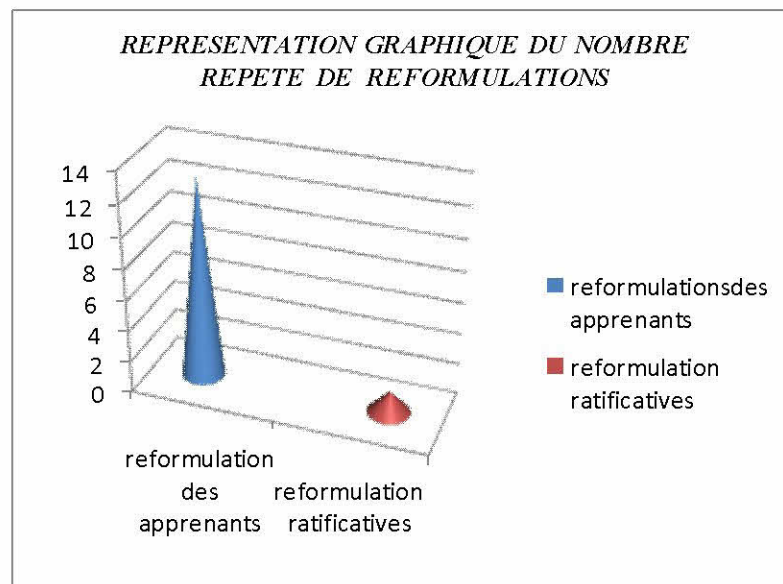 REPRESENTATION GRAPHIQUE DU NOMBRE
REPETE DE REFORMULATIONS
14
12
10
8
6
4
2
0
reformulation
des
apprenants
reformulation
ratificatives
reformulationsdes
apprenants
reformulation
ratificatives